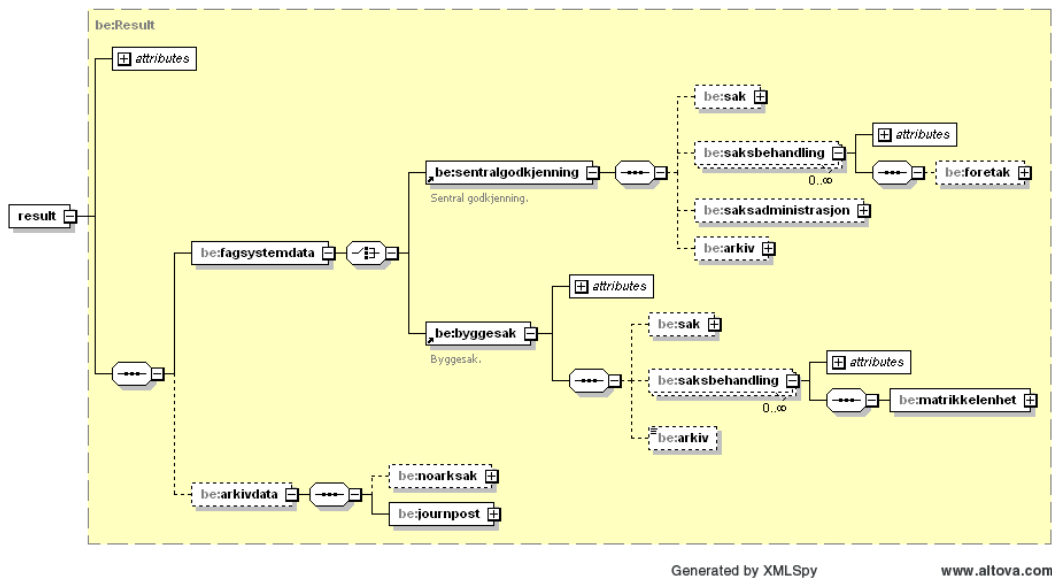 be:Result
attributes
be:sak
attributes
be:saksbehandling
0..∞
be:foretak
be:sentralgodkjenning
Sentral godkjenning.
be:saksadministrasjon
result
be:fagsystemdata
be:arkiv
attributes
be:byggesak
Byggesak.
be:sak
attributes
be:saksbehandling
0..∞
be:matrikkelenhet
be:arkiv
be:noarksak
be:arkivdata
be:journpost
Generated by XMLSpy www.altova.com